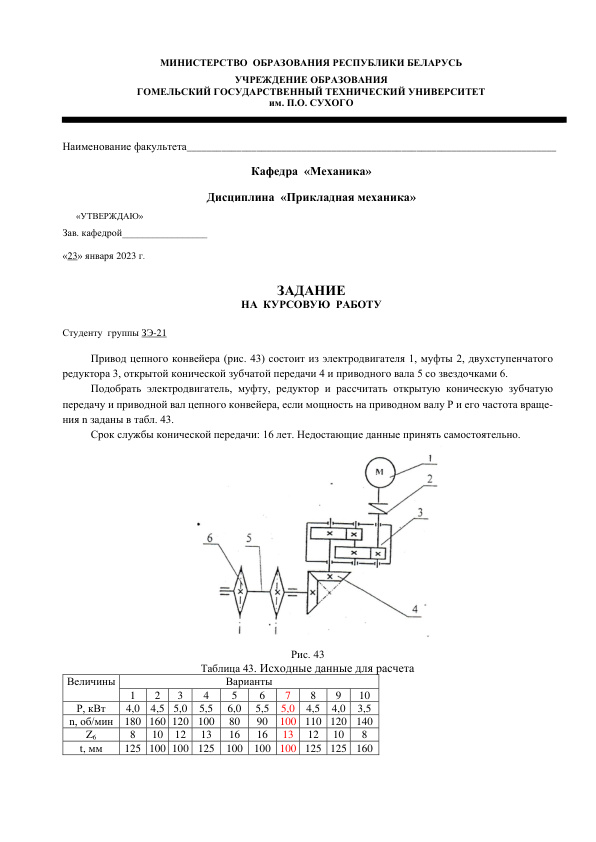 МИНИСТЕРСТВО ОБРАЗОВАНИЯ РЕСПУБЛИКИ БЕЛАРУСЬ
УЧРЕЖДЕНИЕ ОБРАЗОВАНИЯ
ГОМЕЛЬСКИЙ ГОСУДАРСТВЕННЫЙ ТЕХНИЧЕСКИЙ УНИВЕРСИТЕТ
им. П.О. СУХОГО
Наименование факультета____
Кафедра «Механика»
Дисциплина «Прикладная механика»
«УТВЕРЖДАЮ»
Зав. кафедрой____
«23» января 2023 г.
ЗАДАНИЕ
НА КУРСОВУЮ РАБОТУ
Студенту группы ЗЭ-21
Привод цепного конвейера (рис. 43) состоит из электродвигателя 1, муфты 2, двухступенчатого
редуктора 3, открытой конической зубчатой передачи 4 и приводного вала 5 со звездочками 6.
Подобрать электродвигатель, муфту, редуктор и рассчитать открытую коническую зубчатую
передачу и приводной вал цепного конвейера, если мощность на приводном валу Р и его частота враще-
ния n заданы в табл. 43.
Срок службы конической передачи: 16 лет. Недостающие данные принять самостоятельно.
М
1
2
3
6
5
4
Рис. 43
Таблица 43. Исходные данные для расчета
Величины Варианты
1 2 3 4 5 6 7 8 9 10
Р, кВт 4,0 4,5 5,0 5,5 6,0 5,5 5,0 4,5 4,0 3,5
n, об/мин 180 160 120 100 80 90 100 110 120 140
Z6 8 10 12 13 16 16 13 12 10 8
t, мм 125 100 100 125 100 100 100 125 125 160